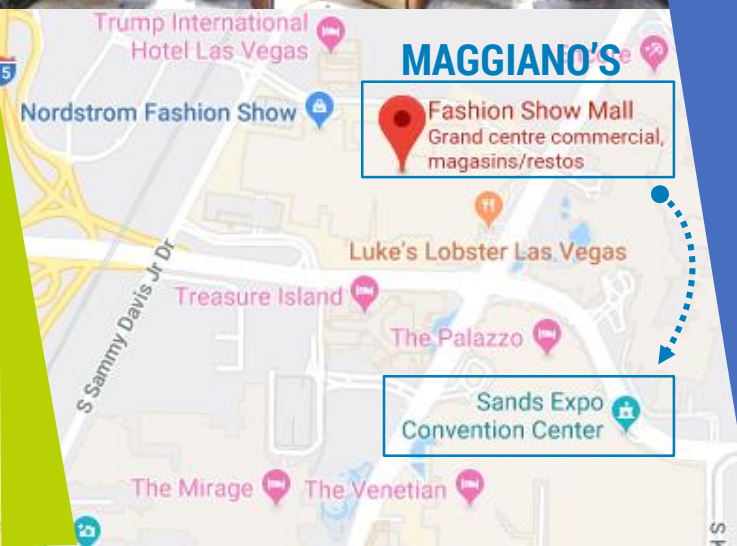 Trump International
Hotel Las Vegas
MAGGIANO'S
5
Nordstrom Fashion Show
Fashion Show Mall
Grand centre commercial,
magasins/restos
Luke's Lobster Las Vegas
S Sammy Davis Jr Dr
Treasure Island
The Palazzo
Sands Expo
Convention Center
The Mirage
The Venetian